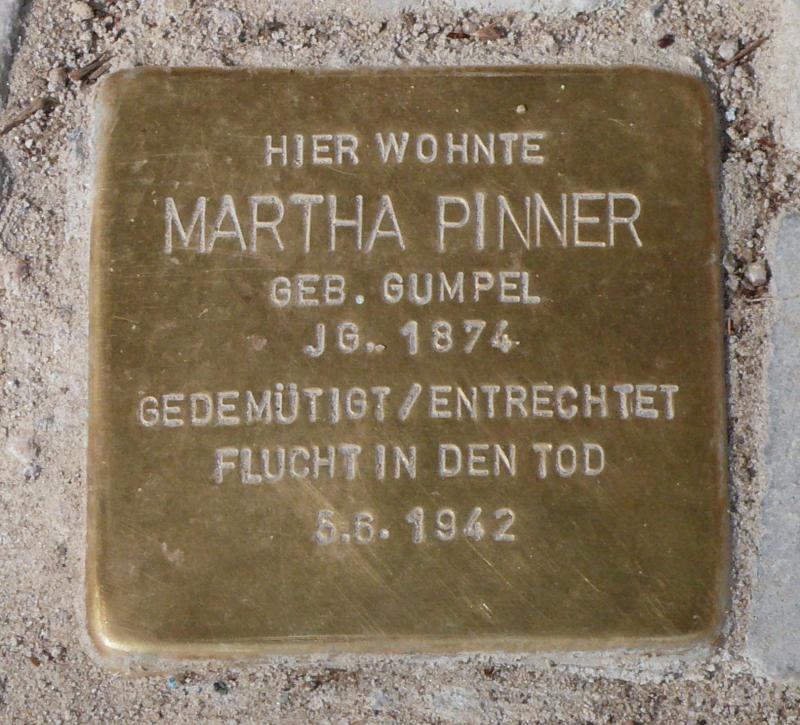 HIER WOHNTE
MARTHA PINNER
GEB. GUMPEL
JG. 1874
GEDEMÜTIGT/ENTRECHTET
FLUCHT IN DEN TOD
5.6. 1942